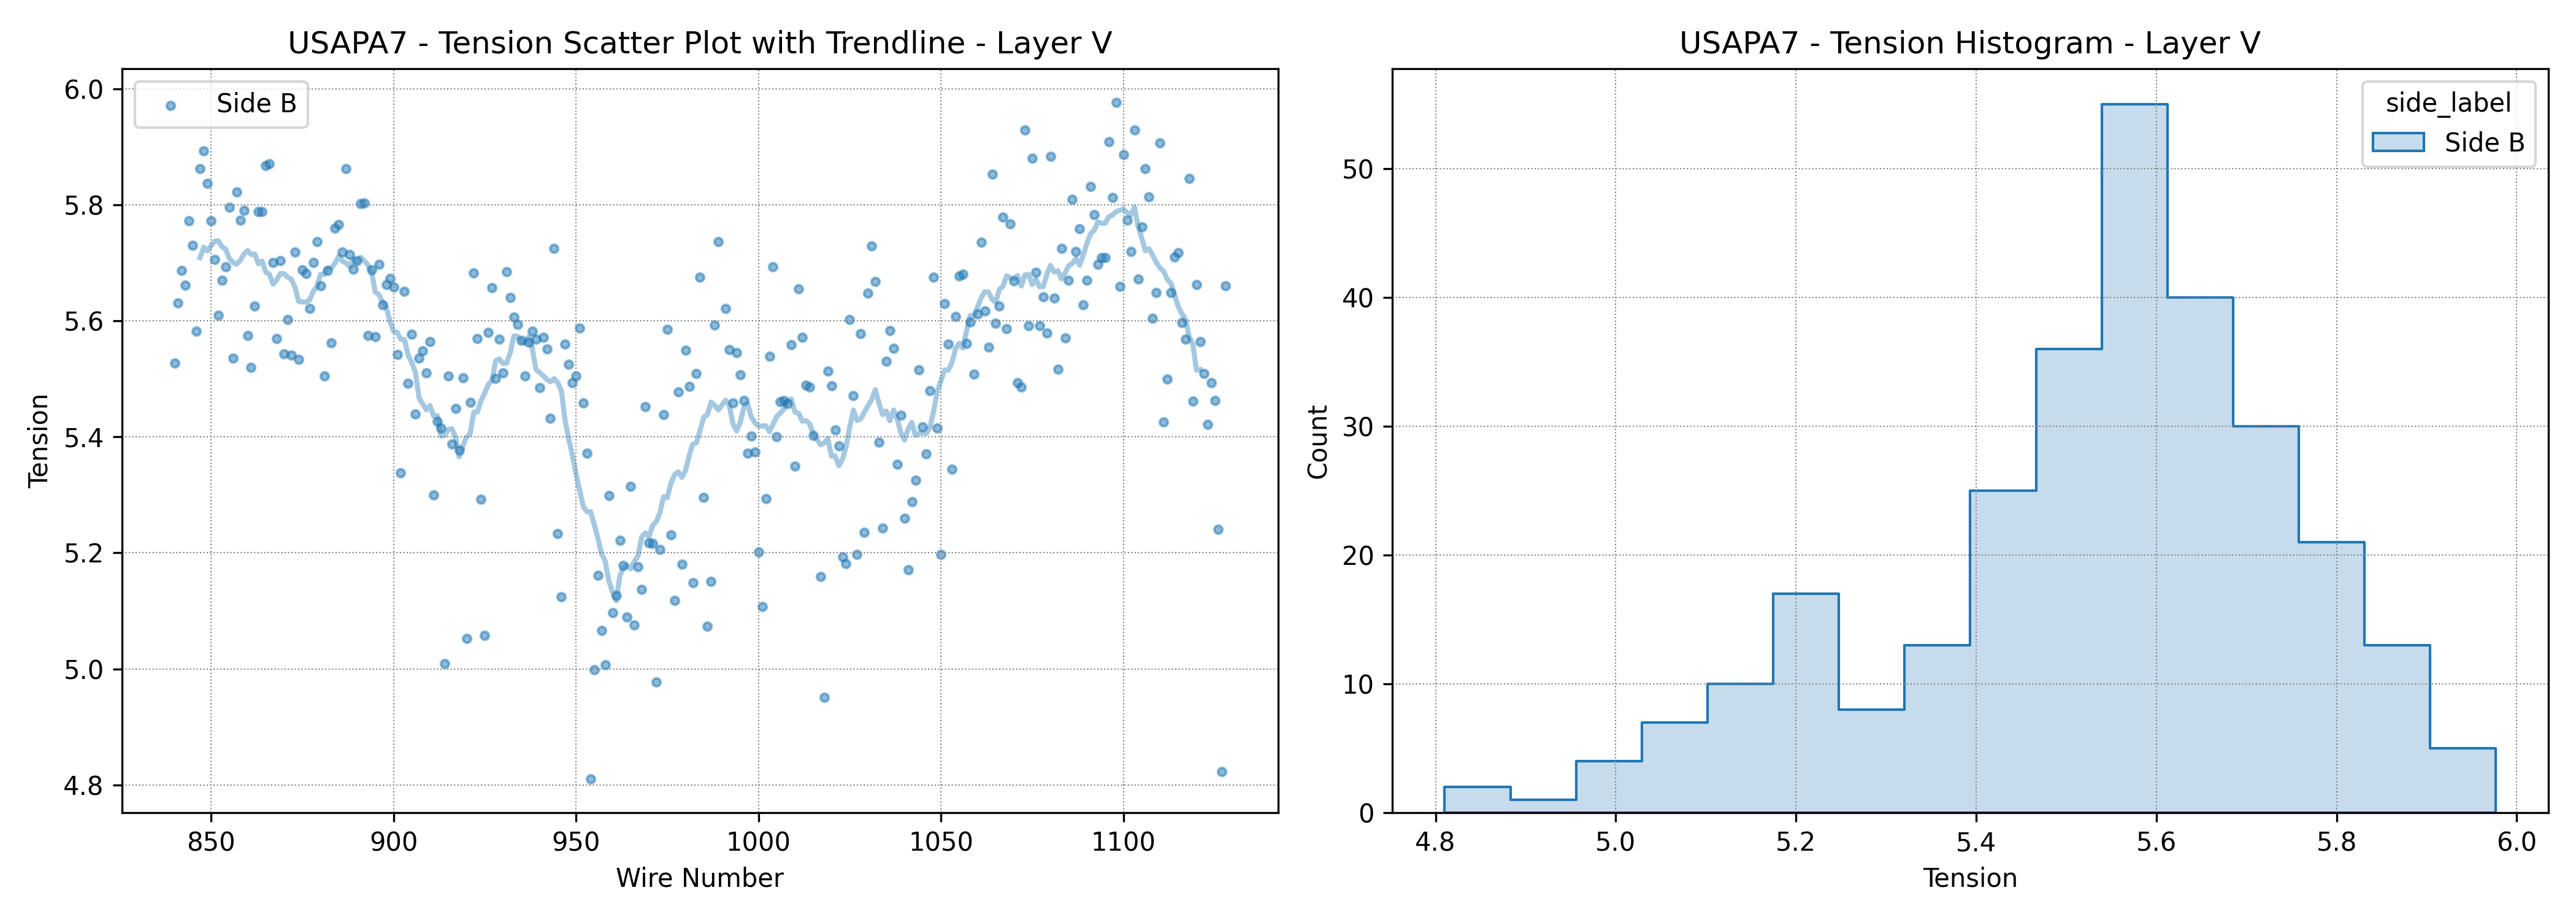 USAPA7 - Tension Scatter Plot with Trendline - Layer V
Side B
6.0
5.8
5.6
5.4
5.2
5.0
4.8
Tension
850 900 950 1000 1050 1100
Wire Number
USAPA7 - Tension Histogram - Layer V
side_label
Side B
50
40
30
20
10
0
Count
4.8 5.0 5.2 5.4 5.6 5.8 6.0
Tension